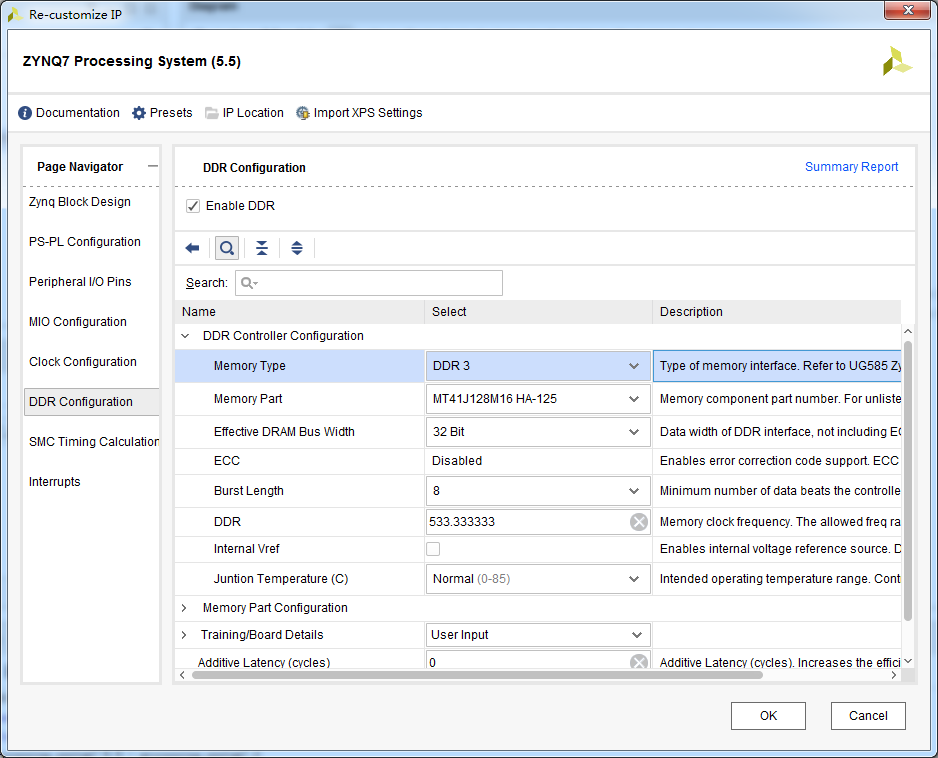 Re-customize IP
ZYNQ7 Processing System (5.5)
Documentation Presets IP Location Import XPS Settings
Page Navigator
Zynq Block Design
PS-PL Configuration
Peripheral I/O Pins
MIO Configuration
Clock Configuration
DDR Configuration
SMC Timing Calculation
Interrupts
DDR Configuration Summary Report
Enable DDR
Search:
Name Select Description
DDR Controller Configuration
Memory Type DDR 3 Type of memory interface. Refer to UG585 Zy
Memory Part MT41J128M16 HA-125 Memory component part number. For unliste
Effective DRAM Bus Width 32 Bit Data width of DDR interface, not including EC
ECC Disabled Enables error correction code support. ECC
Burst Length 8 Minimum number of data beats the controlle
DDR 533.333333 Memory clock frequency. The allowed freq ra
Internal Vref Enables internal voltage reference source. D
Juntion Temperature (C) Normal (0-85) Intended operating temperature range. Cont
Memory Part Configuration
Training/Board Details User Input
Additive Latency (cycles) 0 Additive Latency (cycles). Increases the effici
OK Cancel